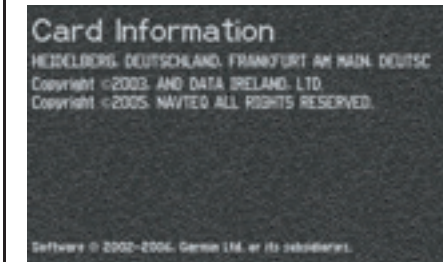 Card Information
HEIDELBERG, DEUTSCHLAND, FRANKFURT AM MAIN, DEUTSC
Copyright ©2003, AND DATA IRELAND, LTD.
Copyright ©2005, NAVTEQ ALL RIGHTS RESERVED.
Software © 2002-2006, Garmin Ltd. or its subsidiaries.